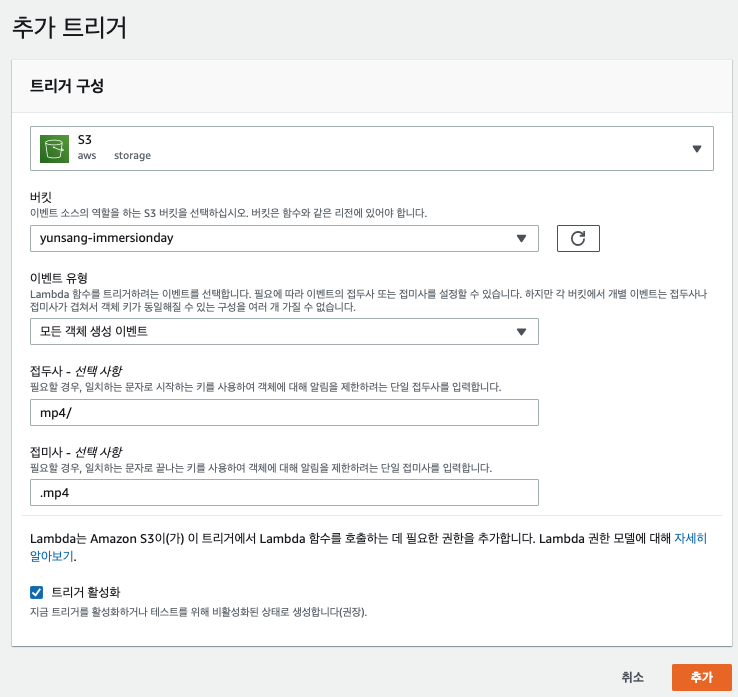 추가 트리거
트리거 구성
S3
aws storage
버킷
이벤트 소스의 역할을 하는 S3 버킷을 선택하십시오. 버킷은 함수와 같은 리전에 있어야 합니다.
yunsang-immersionday
이벤트 유형
Lambda 함수를 트리거하려는 이벤트를 선택합니다. 필요에 따라 이벤트의 접두사 또는 접미사를 설정할 수 있습니다. 하지만 각 버킷에서 개별 이벤트는 접두사나
접미사가 겹쳐서 객체 키가 동일해질 수 있는 구성을 여러 개 가질 수 없습니다.
모든 객체 생성 이벤트
접두사 - 선택 사항
필요할 경우, 일치하는 문자로 시작하는 키를 사용하여 객체에 대해 알림을 제한하려는 단일 접두사를 입력합니다.
mp4/
접미사 - 선택 사항
필요할 경우, 일치하는 문자로 끝나는 키를 사용하여 객체에 대해 알림을 제한하려는 단일 접미사를 입력합니다.
.mp4
Lambda는 Amazon S3이(가) 이 트리거에서 Lambda 함수를 호출하는 데 필요한 권한을 추가합니다. Lambda 권한 모델에 대해 자세히
알아보기.
트리거 활성화
지금 트리거를 활성화하거나 테스트를 위해 비활성화된 상태로 생성합니다(권장).
취소 추가